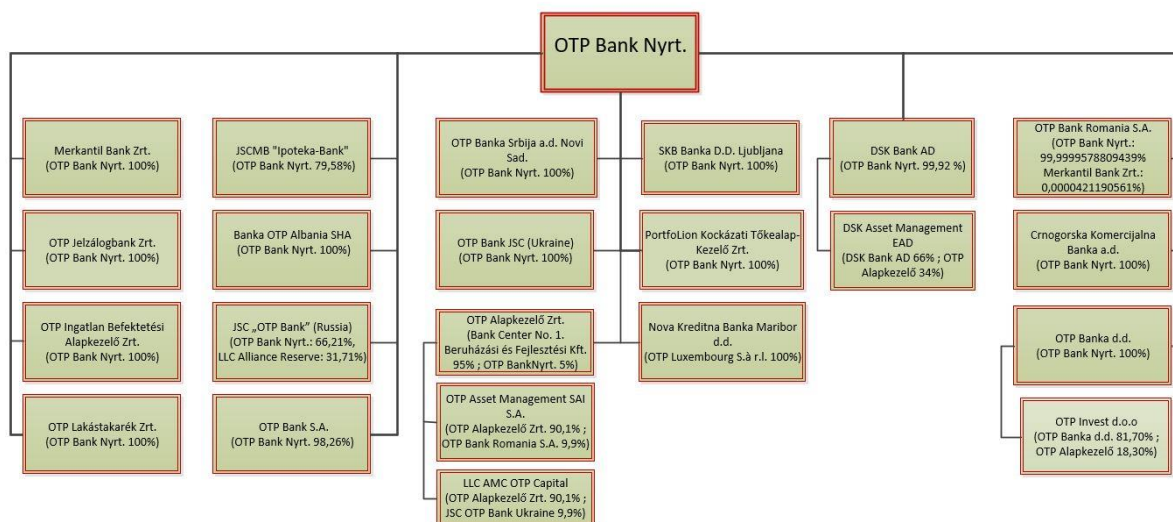 OTP Bank Nyrt.
Merkantil Bank Zrt.
(OTP Bank Nyrt. 100%)
OTP Jelzálogbank Zrt.
(OTP Bank Nyrt. 100%)
OTP Ingatlan Befektetési
Alapkezelő Zrt.
(OTP Bank Nyrt. 100%)
OTP Lakástakarék Zrt.
(OTP Bank Nyrt. 100%)
JSCMB "Ipoteka-Bank"
(OTP Bank Nyrt. 79,58%)
Banka OTP Albania SHA
(OTP Bank Nyrt. 100%)
JSC „OTP Bank” (Russia)
(OTP Bank Nyrt.: 66,21%,
LLC Alliance Reserve: 31,71%)
OTP Bank S.A.
(OTP Bank Nyrt. 98,26%)
OTP Banka Srbija a.d. Novi
Sad.
(OTP Bank Nyrt. 100%)
OTP Bank JSC (Ukraine)
(OTP Bank Nyrt. 100%)
OTP Alapkezelő Zrt.
(Bank Center No. 1.
Beruházási és Fejlesztési Kft.
95% ; OTP BankNyrt. 5%)
OTP Asset Management SAI
S.A.
(OTP Alapkezelő Zrt. 90,1% ;
OTP Bank Romania S.A. 9,9%)
LLC AMC OTP Capital
(OTP Alapkezelő Zrt. 90,1% ;
JSC OTP Bank Ukraine 9,9%)
SKB Banka D.D. Ljubljana
(OTP Bank Nyrt. 100%)
PortfoLion Kockázati Tőkealap-
Kezelő Zrt.
(OTP Bank Nyrt. 100%)
Nova Kreditna Banka Maribor
d.d.
(OTP Luxembourg S.à r.l. 100%)
DSK Bank AD
(OTP Bank Nyrt. 99,92 %)
DSK Asset Management
EAD
(DSK Bank AD 66% ; OTP
Alapkezelő 34%)
OTP Bank Romania S.A.
(OTP Bank Nyrt.:
99,9999578809439%
Merkantil Bank Zrt.:
0,0000421190561%)
Crnogorska Komercijalna
Banka a.d.
(OTP Bank Nyrt. 100%)
OTP Banka d.d.
(OTP Bank Nyrt. 100%)
OTP Invest d.o.o
(OTP Banka d.d. 81,70% ;
OTP Alapkezelő 18,30%)